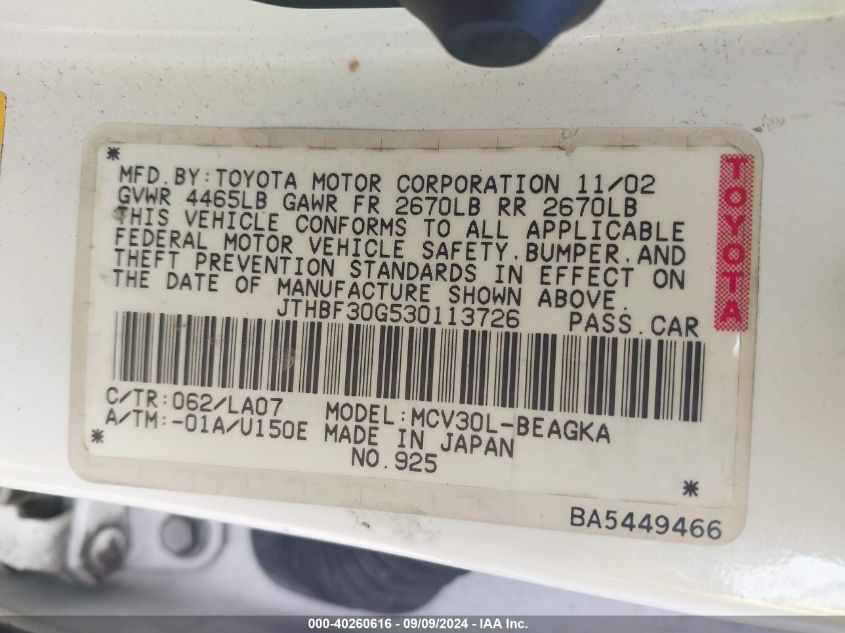 MFD.BY:TOYOTA MOTOR CORPORATION 11/02
GVWR 4465LB GAWR FR 2670LB RR 2670LB
THIS VEHICLE CONFORMS TO ALL APPLICABLE
FEDERAL MOTOR VEHICLE SAFETY.BUMPER.AND
THEFT PREVENTION STANDARDS IN EFFECT ON
THE DATE OF MANUFACTURE SHOWN ABOVE.
JTHBF30G530113726 PASS.CAR
TOYOTA
C/TR:062/LA07 MODEL:MCV30L-BEAGKA
A/TM:-01A/U150E MADE IN JAPAN
NO.925
BA5449466
000-40260616 - 09/09/2024 - IAA Inc.